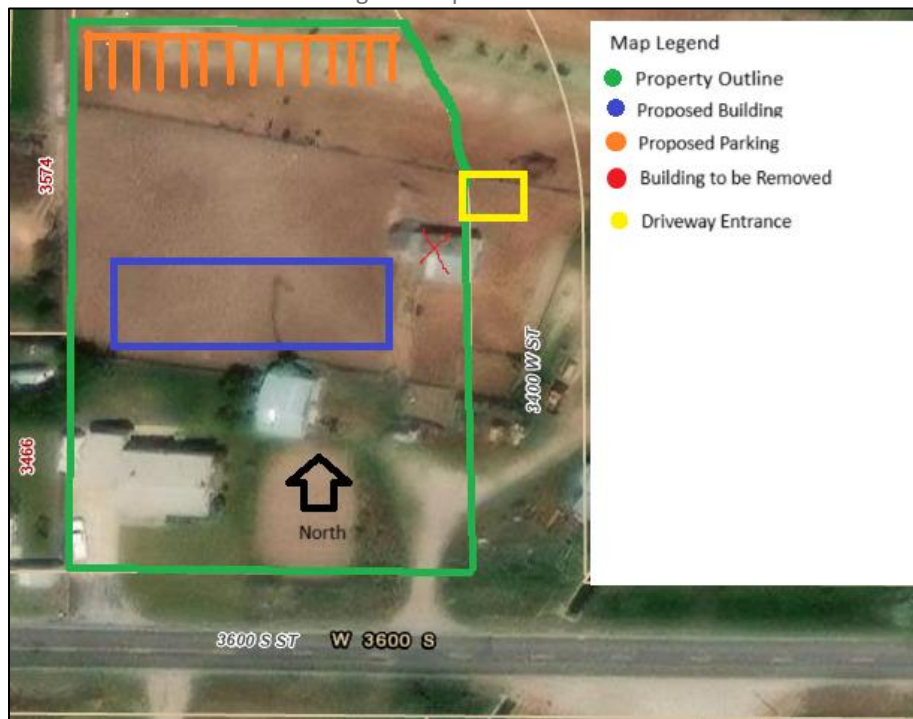 Map Legend
Property Outline
Proposed Building
Proposed Parking
Building to be Removed
Driveway Entrance
3574
3466
3400 W ST
North
3600 S ST
W 3600 S